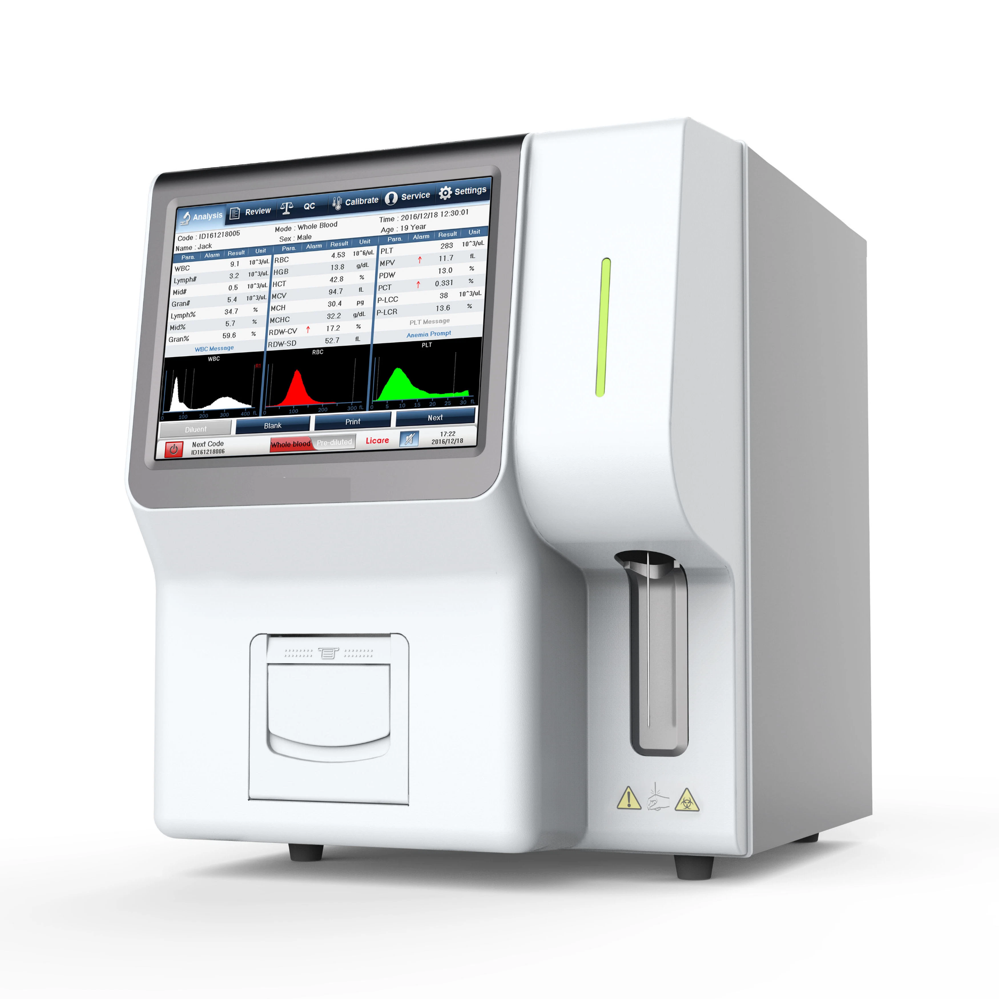 Analysis Review QC Calibrate Service Settings
Code : ID161218005 Mode : Whole Blood Time : 2016/12/18 12:30:01
Name : Jack Sex : Male Age : 19 Year
Para. Alarm Result Unit Para. Alarm Result Unit Para. Alarm Result Unit
WBC 9.1 10^3/uL RBC 4.53 10^6/uL PLT 283 10^3/uL
Lymph# 3.2 10^3/uL HGB 13.8 g/dL MPV ↑ 11.7 fL
Mid# 0.5 10^3/uL HCT 42.8 % PDW 13.0 %
Gran# 5.4 10^3/uL MCV 94.7 fL PCT ↑ 0.331 %
Lymph% 34.7 % MCH 30.4 pg P-LCC 38 10^3/uL
Mid% 5.7 % MCHC 32.2 g/dL P-LCR 13.6 %
Gran% 59.6 % RDW-CV ↑ 17.2 % PLT Message
WBC Message RDW-SD 52.7 fL Anemia Prompt
WBC RBC PLT
R1
0 100 200 300 400 fL 0 100 200 300 fL 0 5 10 15 20 25 30 fL
Diluent Blank Print Next
Next Code Whole blood Pre-diluted Licare 17:22
ID161218006 2016/12/18